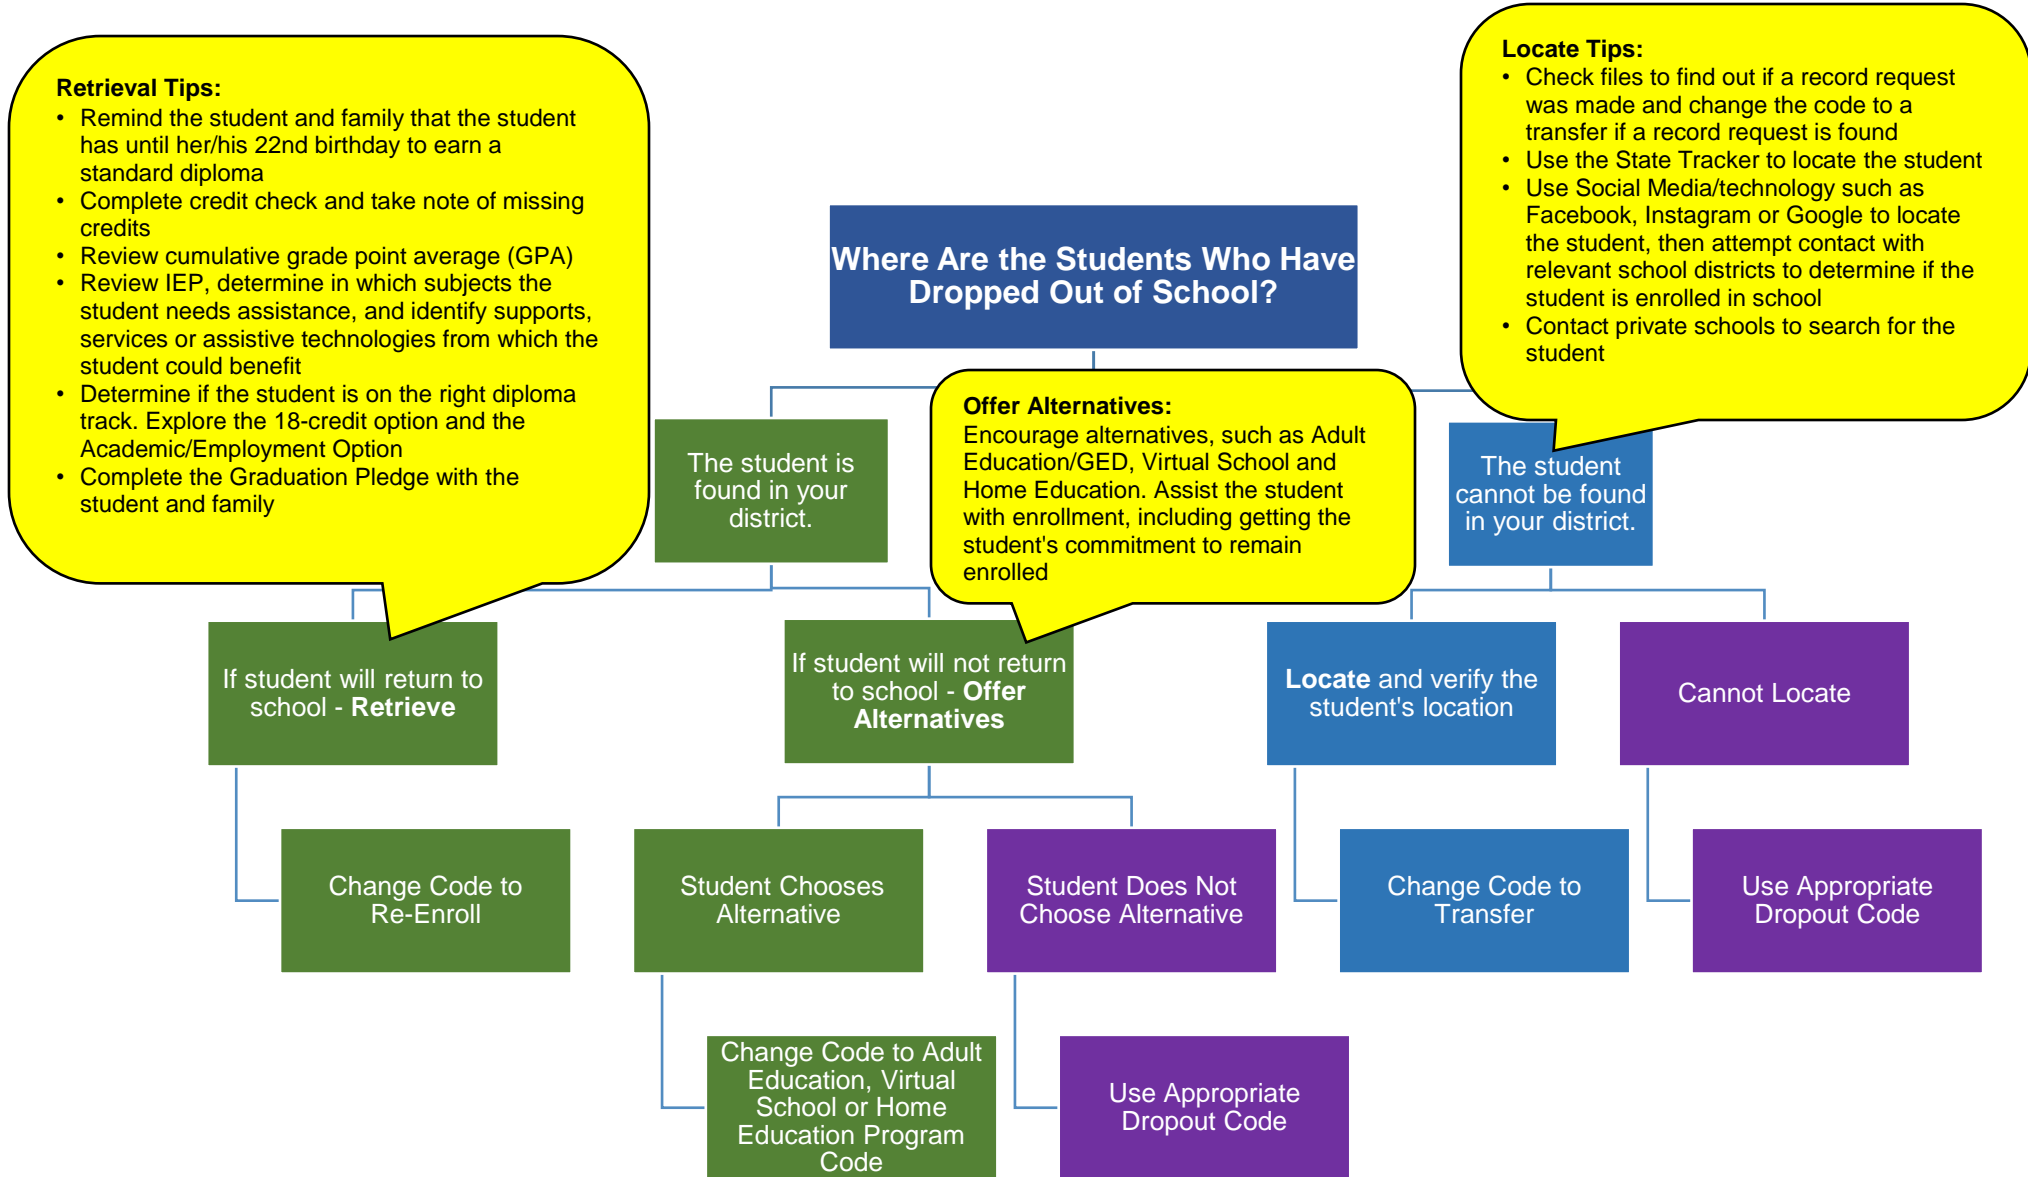 Retrieval Tips:
• Remind the student and family that the student
has until her/his 22nd birthday to earn a
standard diploma
• Complete credit check and take note of missing
credits
• Review cumulative grade point average (GPA)
• Review IEP, determine in which subjects the
student needs assistance, and identify supports,
services or assistive technologies from which the
student could benefit
• Determine if the student is on the right diploma
track. Explore the 18-credit option and the
Academic/Employment Option
• Complete the Graduation Pledge with the
student and family
Where Are the Students Who Have
Dropped Out of School?
Locate Tips:
• Check files to find out if a record request
was made and change the code to a
transfer if a record request is found
• Use the State Tracker to locate the student
• Use Social Media/technology such as
Facebook, Instagram or Google to locate
the student, then attempt contact with
relevant school districts to determine if the
student is enrolled in school
• Contact private schools to search for the
student
The student is
found in your
district.
Offer Alternatives:
Encourage alternatives, such as Adult
Education/GED, Virtual School and
Home Education. Assist the student
with enrollment, including getting the
student's commitment to remain
enrolled
The student
cannot be found
in your district.
If student will return to
school - Retrieve
If student will not return
to school - Offer
Alternatives
Locate and verify the
student's location
Cannot Locate
Change Code to
Re-Enroll
Student Chooses
Alternative
Student Does Not
Choose Alternative
Change Code to
Transfer
Use Appropriate
Dropout Code
Change Code to Adult
Education, Virtual
School or Home
Education Program
Code
Use Appropriate
Dropout Code